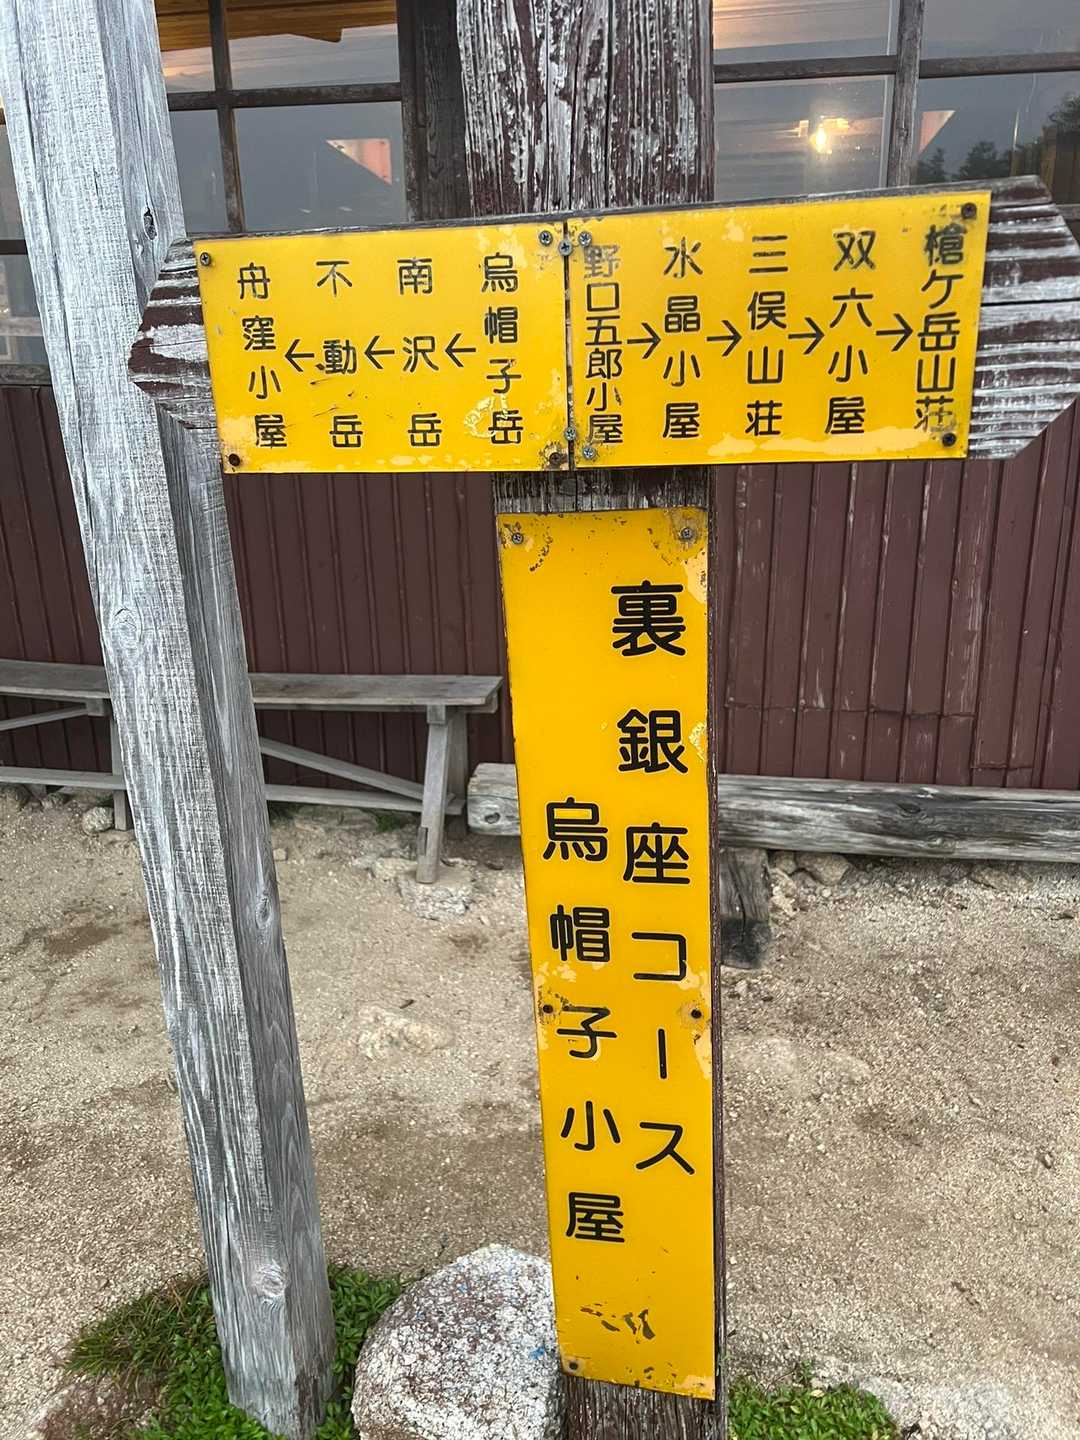 烏帽子岳
←
南沢岳
←
不動岳
←
舟窪小屋
野口五郎小屋
→
水晶小屋
→
三俣山荘
→
双六小屋
→
槍ケ岳山荘
裏銀座コース
烏帽子小屋